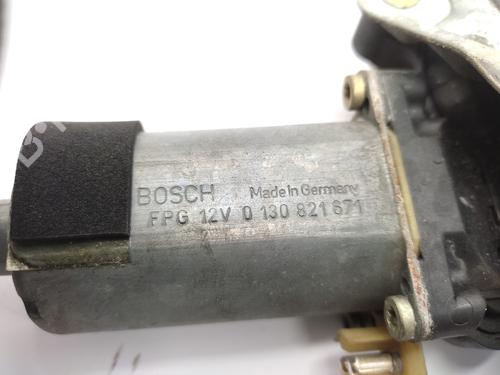 BOSCH Made in Germany
FPG 12V 0 130 821 671